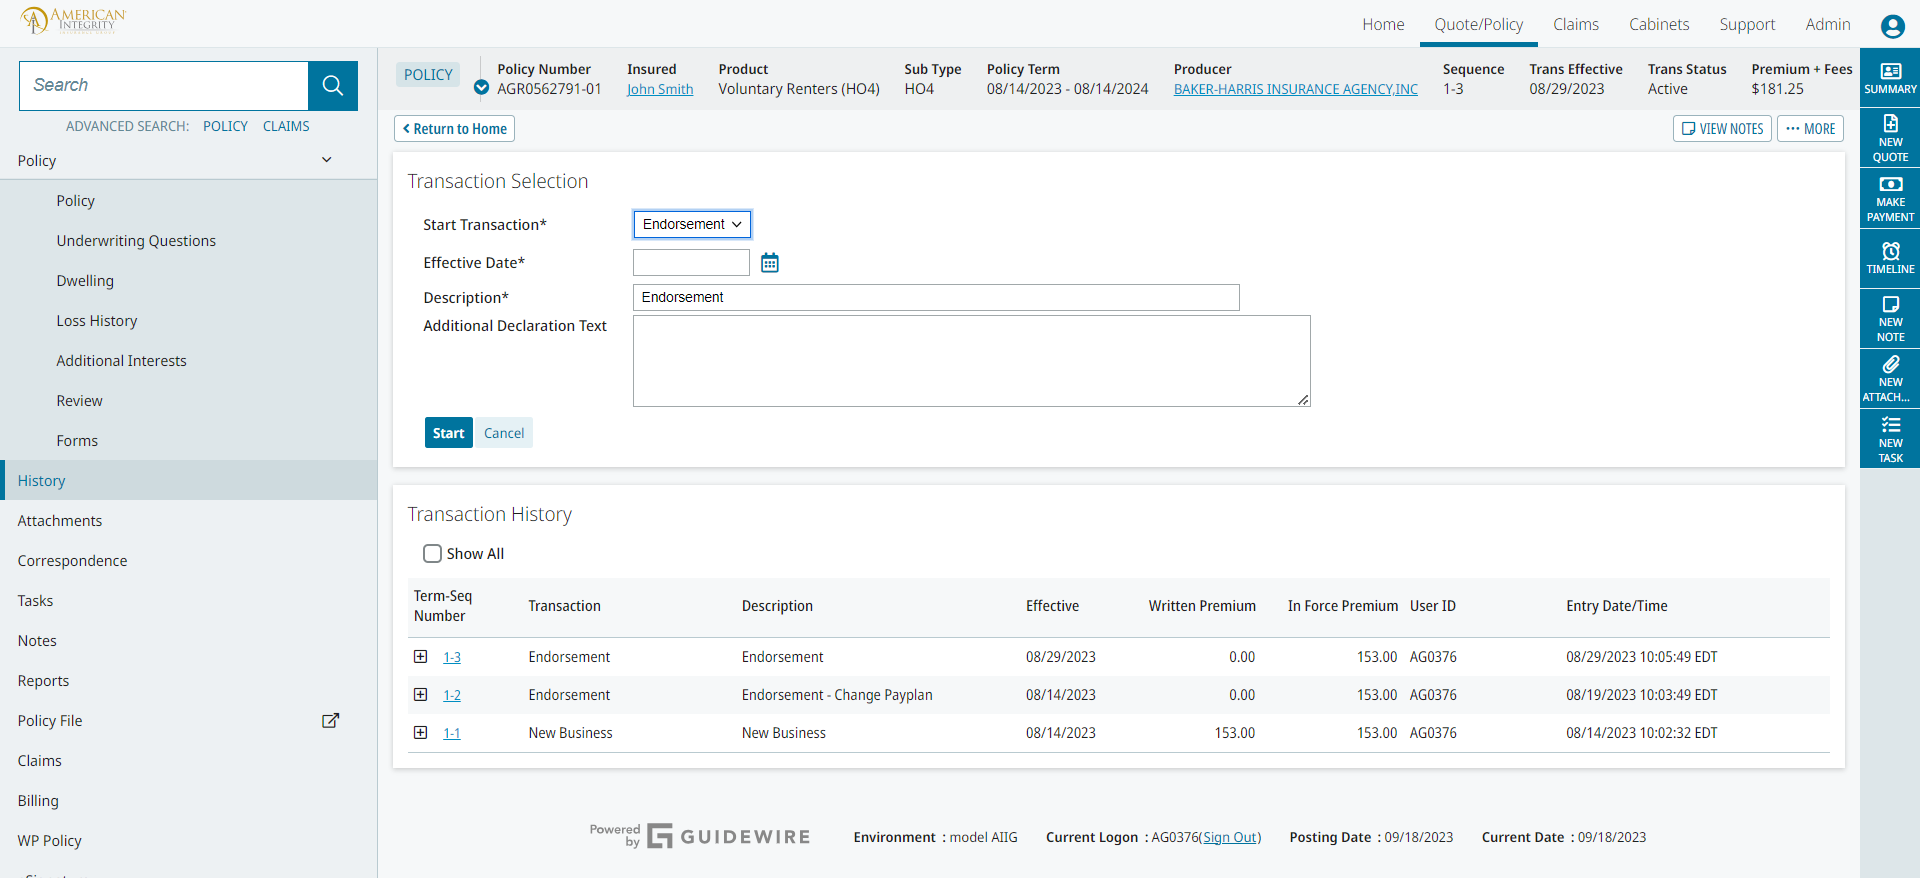 AMERICAN
INTEGRITY
Home
Quote/Policy
Claims
Cabinets
Support
Admin
Search
ADVANCED SEARCH: POLICY CLAIMS
Policy
Policy
Underwriting Questions
Dwelling
Loss History
Additional Interests
Review
Forms
History
Attachments
Correspondence
Tasks
Notes
Reports
Policy File
Claims
Billing
WP Policy
POLICY
Policy Number
AGR0562791-01
Insured
John Smith
Product
Voluntary Renters (HO4)
Sub Type
HO4
Policy Term
08/14/2023 - 08/14/2024
Producer
BAKER-HARRIS INSURANCE AGENCY,INC
Sequence
1-3
Trans Effective
08/29/2023
Trans Status
Active
Premium + Fees
$181.25
Return to Home
VIEW NOTES
MORE
Transaction Selection
Start Transaction* Endorsement
Effective Date*
Description* Endorsement
Additional Declaration Text
Start Cancel
Transaction History
Show All
Term-Seq Number Transaction Description Effective Written Premium In Force Premium User ID Entry Date/Time
1-3 Endorsement Endorsement 08/29/2023 0.00 153.00 AG0376 08/29/2023 10:05:49 EDT
1-2 Endorsement Endorsement - Change Payplan 08/14/2023 0.00 153.00 AG0376 08/19/2023 10:03:49 EDT
1-1 New Business New Business 08/14/2023 153.00 153.00 AG0376 08/14/2023 10:02:32 EDT
Powered by GUIDEWIRE
Environment : model AIIG Current Logon : AG0376(Sign Out) Posting Date : 09/18/2023 Current Date : 09/18/2023
SUMMARY
NEW
QUOTE
MAKE
PAYMENT
TIMELINE
NEW
NOTE
NEW
ATTACH...
NEW
TASK